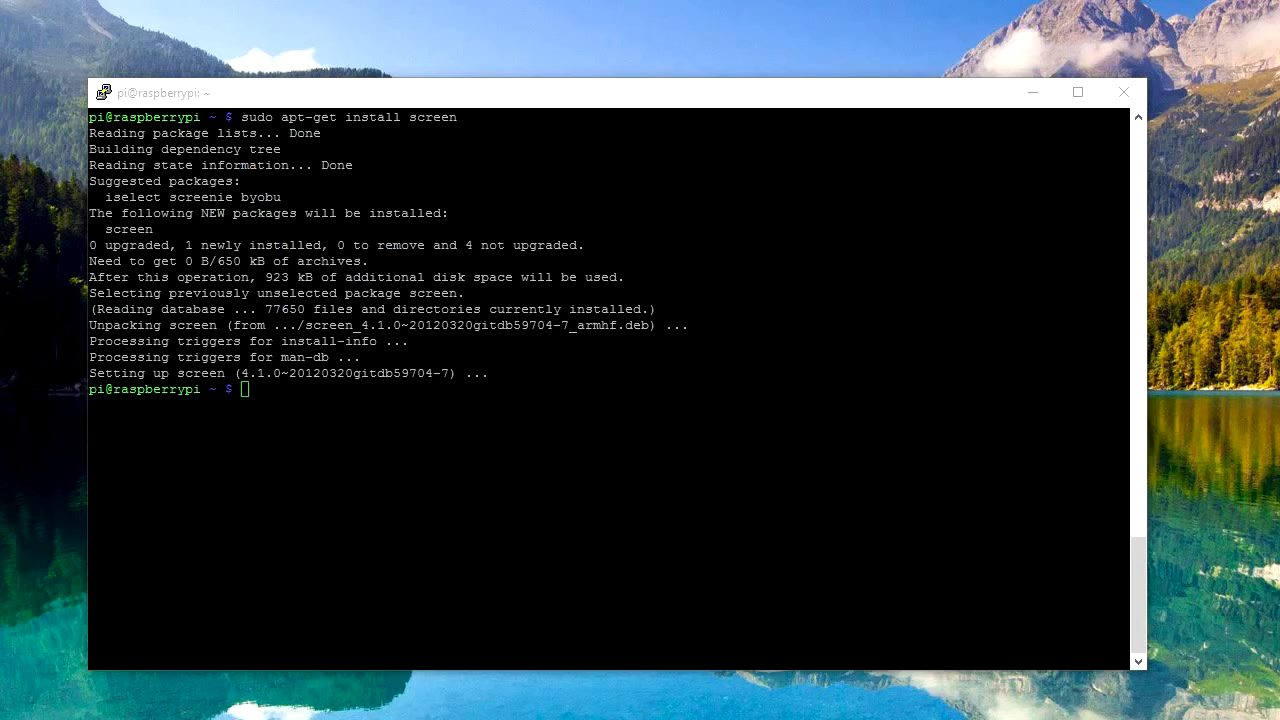 pi@raspberrypi: ~
pi@raspberrypi ~ $ sudo apt-get install screen
Reading package lists... Done
Building dependency tree
Reading state information... Done
Suggested packages:
  iselect screenie byobu
The following NEW packages will be installed:
  screen
0 upgraded, 1 newly installed, 0 to remove and 4 not upgraded.
Need to get 0 B/650 kB of archives.
After this operation, 923 kB of additional disk space will be used.
Selecting previously unselected package screen.
(Reading database ... 77650 files and directories currently installed.)
Unpacking screen (from .../screen_4.1.0~20120320gitdb59704-7_armhf.deb) ...
Processing triggers for install-info ...
Processing triggers for man-db ...
Setting up screen (4.1.0~20120320gitdb59704-7) ...
pi@raspberrypi ~ $